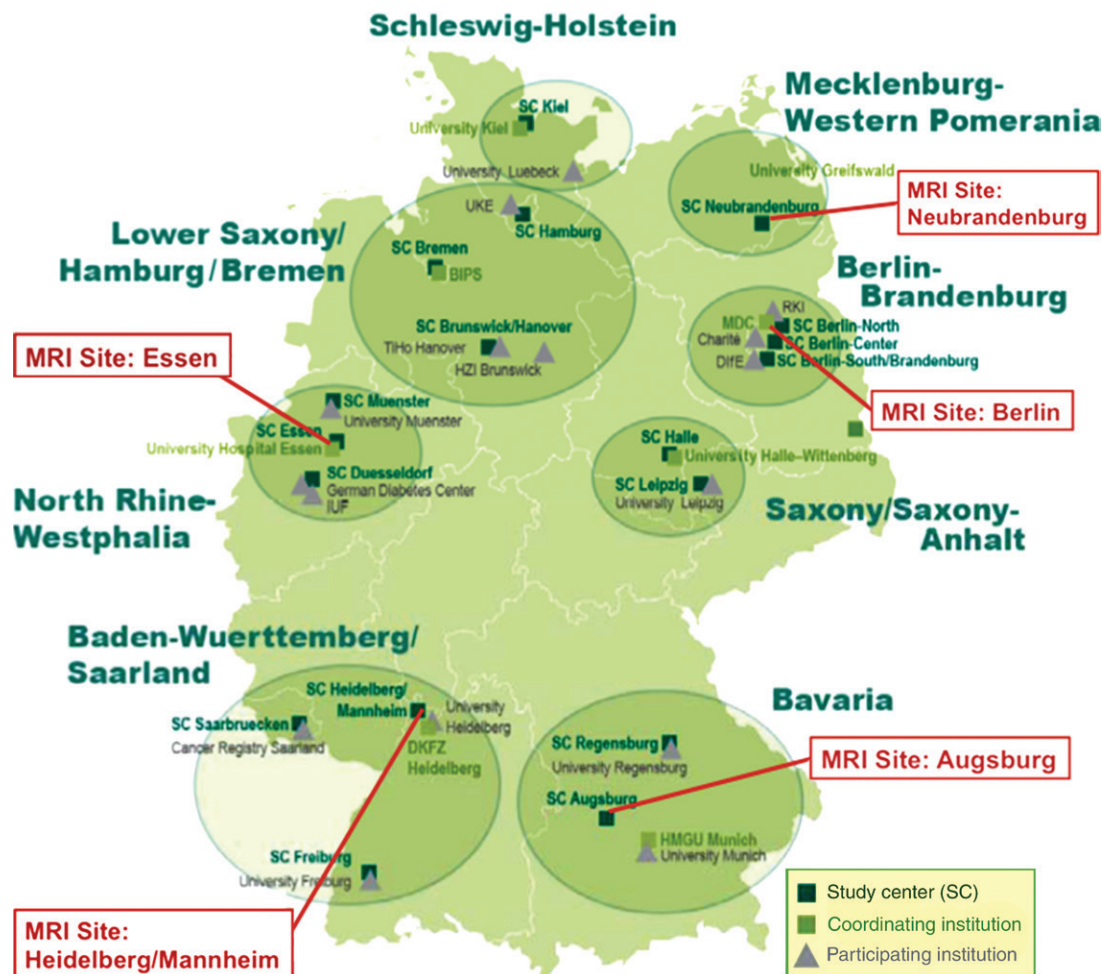 Schleswig-Holstein
Mecklenburg-
Western Pomerania
SC Kiel
University Kiel
University Luebeck
University Greifswald
SC Neubrandenburg
MRI Site:
Neubrandenburg
Lower Saxony/
Hamburg/Bremen
UKE
SC Hamburg
SC Bremen
BIPS
SC Brunswick/Hanover
TiHo Hanover
HZI Brunswick
Berlin-
Brandenburg
RKI
MDC
SC Berlin-North
Charité
SC Berlin-Center
DIfE
SC Berlin-South/Brandenburg
MRI Site: Berlin
MRI Site: Essen
SC Muenster
University Muenster
SC Essen
University Hospital Essen
SC Duesseldorf
German Diabetes Center
IUF
North Rhine-
Westphalia
SC Halle
University Halle–Wittenberg
SC Leipzig
University Leipzig
Saxony/Saxony-
Anhalt
Baden-Wuerttemberg/
Saarland
SC Heidelberg/
Mannheim
University
Heidelberg
SC Saarbruecken
Cancer Registry Saarland
DKFZ
Heidelberg
SC Freiburg
University Freiburg
MRI Site:
Heidelberg/Mannheim
Bavaria
SC Regensburg
University Regensburg
MRI Site: Augsburg
SC Augsburg
HMGU Munich
University Munich
Study center (SC)
Coordinating institution
Participating institution